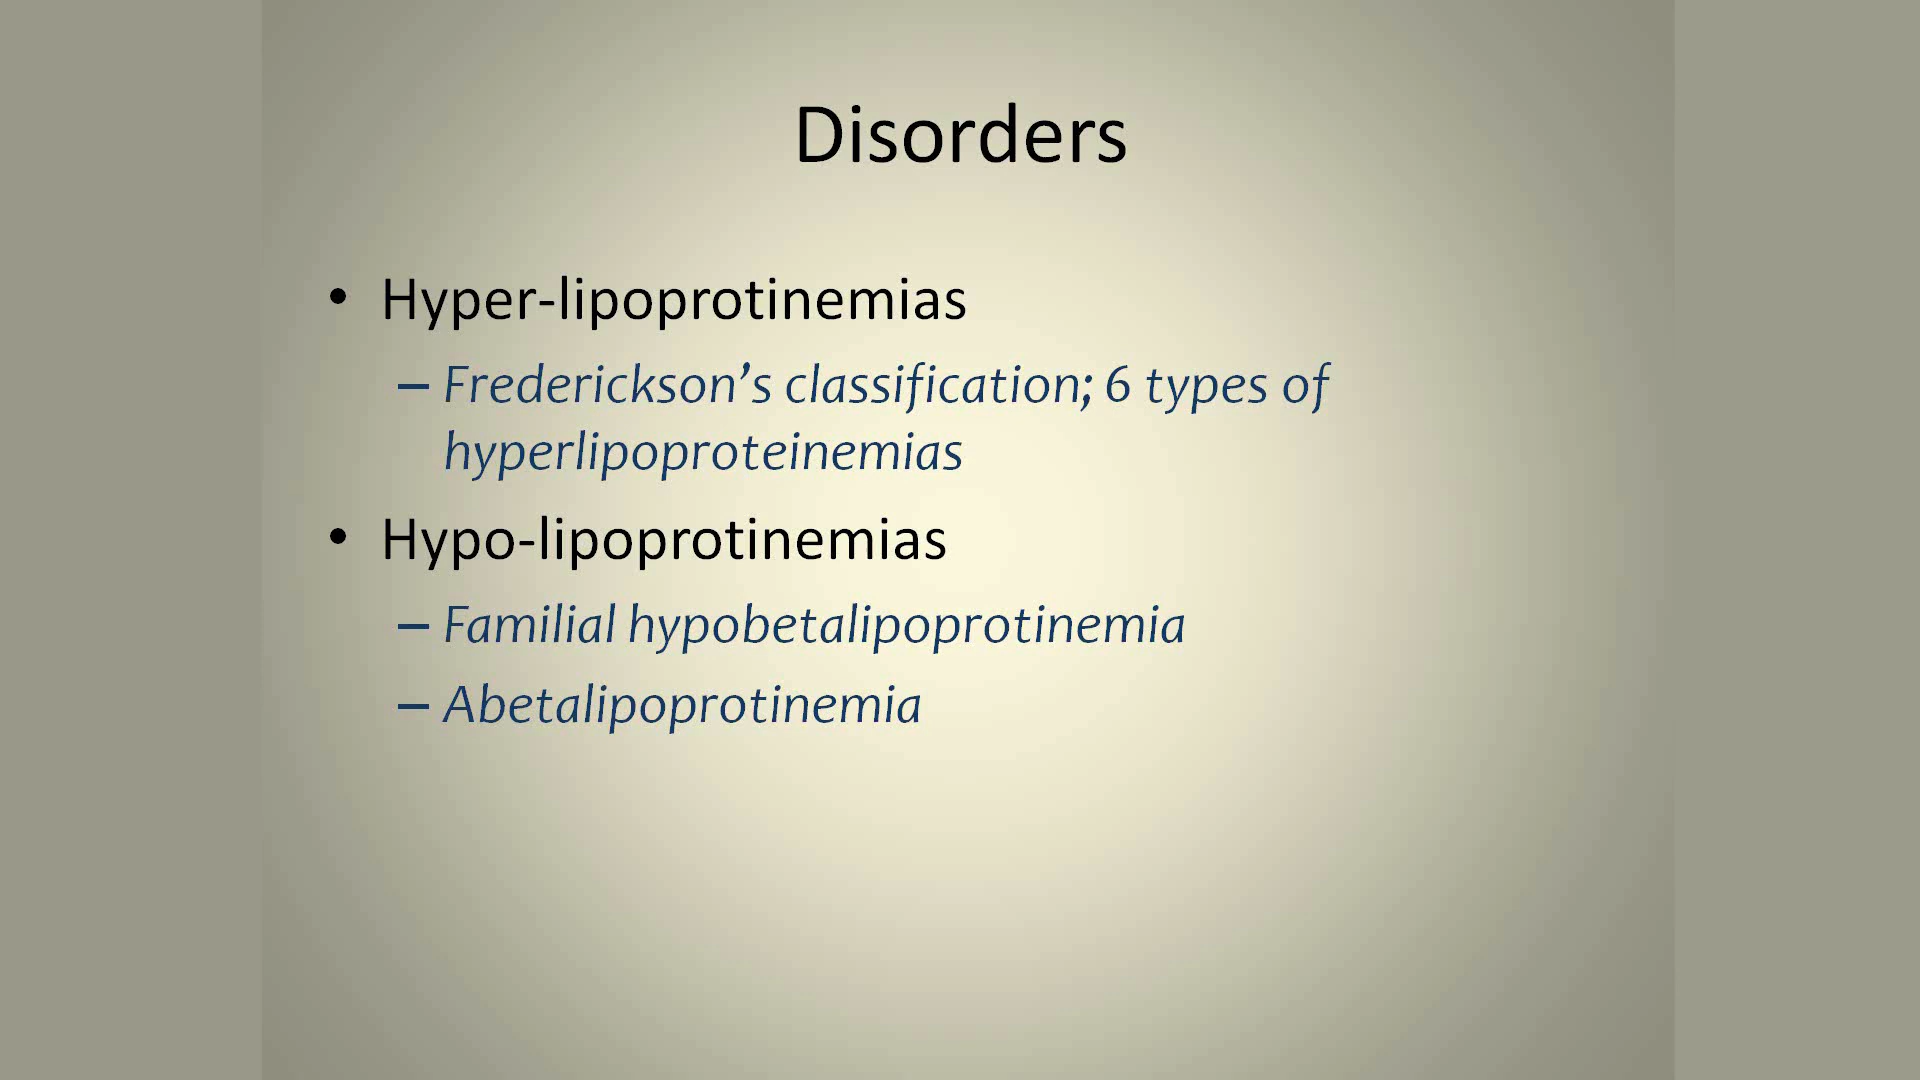 Disorders
• Hyper-lipoprotinemias
– Frederickson’s classification; 6 types of
hyperlipoproteinemias
• Hypo-lipoprotinemias
– Familial hypobetalipoprotinemia
– Abetalipoprotinemia